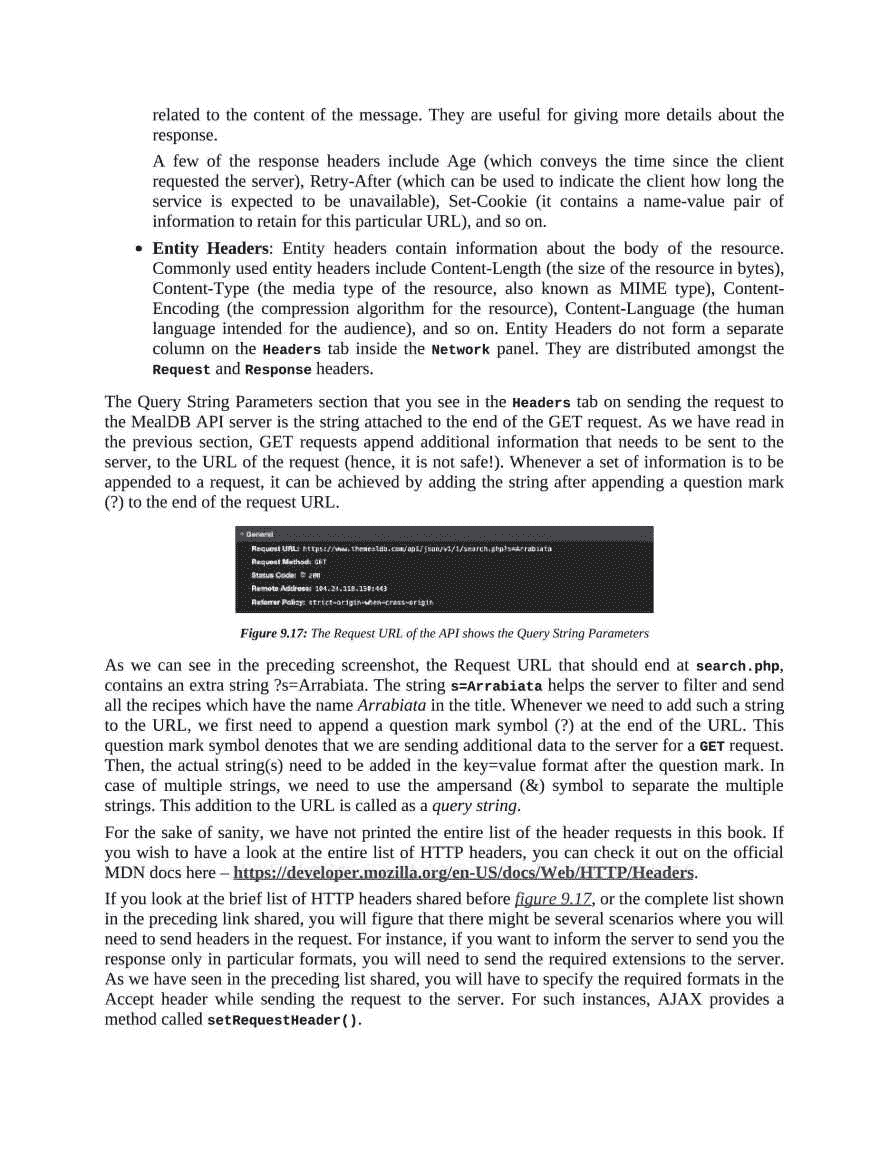 related to the content of the message. They are useful for giving more details about the
response.
A few of the response headers include Age (which conveys the time since the client
requested the server), Retry-After (which can be used to indicate the client how long the
service is expected to be unavailable), Set-Cookie (it contains a name-value pair of
information to retain for this particular URL), and so on.
• Entity Headers: Entity headers contain information about the body of the resource.
Commonly used entity headers include Content-Length (the size of the resource in bytes),
Content-Type (the media type of the resource, also known as MIME type), Content-
Encoding (the compression algorithm for the resource), Content-Language (the human
language intended for the audience), and so on. Entity Headers do not form a separate
column on the Headers tab inside the Network panel. They are distributed amongst the
Request and Response headers.
The Query String Parameters section that you see in the Headers tab on sending the request to
the MealDB API server is the string attached to the end of the GET request. As we have read in
the previous section, GET requests append additional information that needs to be sent to the
server, to the URL of the request (hence, it is not safe!). Whenever a set of information is to be
appended to a request, it can be achieved by adding the string after appending a question mark
(?) to the end of the request URL.
General
Request URL: https://www.themealdb.com/api/json/v1/1/search.php?s=Arrabiata
Request Method: GET
Status Code: 200
Remote Address: 104.24.118.150:443
Referrer Policy: strict-origin-when-cross-origin
Figure 9.17: The Request URL of the API shows the Query String Parameters
As we can see in the preceding screenshot, the Request URL that should end at search.php,
contains an extra string ?s=Arrabiata. The string s=Arrabiata helps the server to filter and send
all the recipes which have the name Arrabiata in the title. Whenever we need to add such a string
to the URL, we first need to append a question mark symbol (?) at the end of the URL. This
question mark symbol denotes that we are sending additional data to the server for a GET request.
Then, the actual string(s) need to be added in the key=value format after the question mark. In
case of multiple strings, we need to use the ampersand (&) symbol to separate the multiple
strings. This addition to the URL is called as a query string.
For the sake of sanity, we have not printed the entire list of the header requests in this book. If
you wish to have a look at the entire list of HTTP headers, you can check it out on the official
MDN docs here – https://developer.mozilla.org/en-US/docs/Web/HTTP/Headers.
If you look at the brief list of HTTP headers shared before figure 9.17, or the complete list shown
in the preceding link shared, you will figure that there might be several scenarios where you will
need to send headers in the request. For instance, if you want to inform the server to send you the
response only in particular formats, you will need to send the required extensions to the server.
As we have seen in the preceding list shared, you will have to specify the required formats in the
Accept header while sending the request to the server. For such instances, AJAX provides a
method called setRequestHeader().